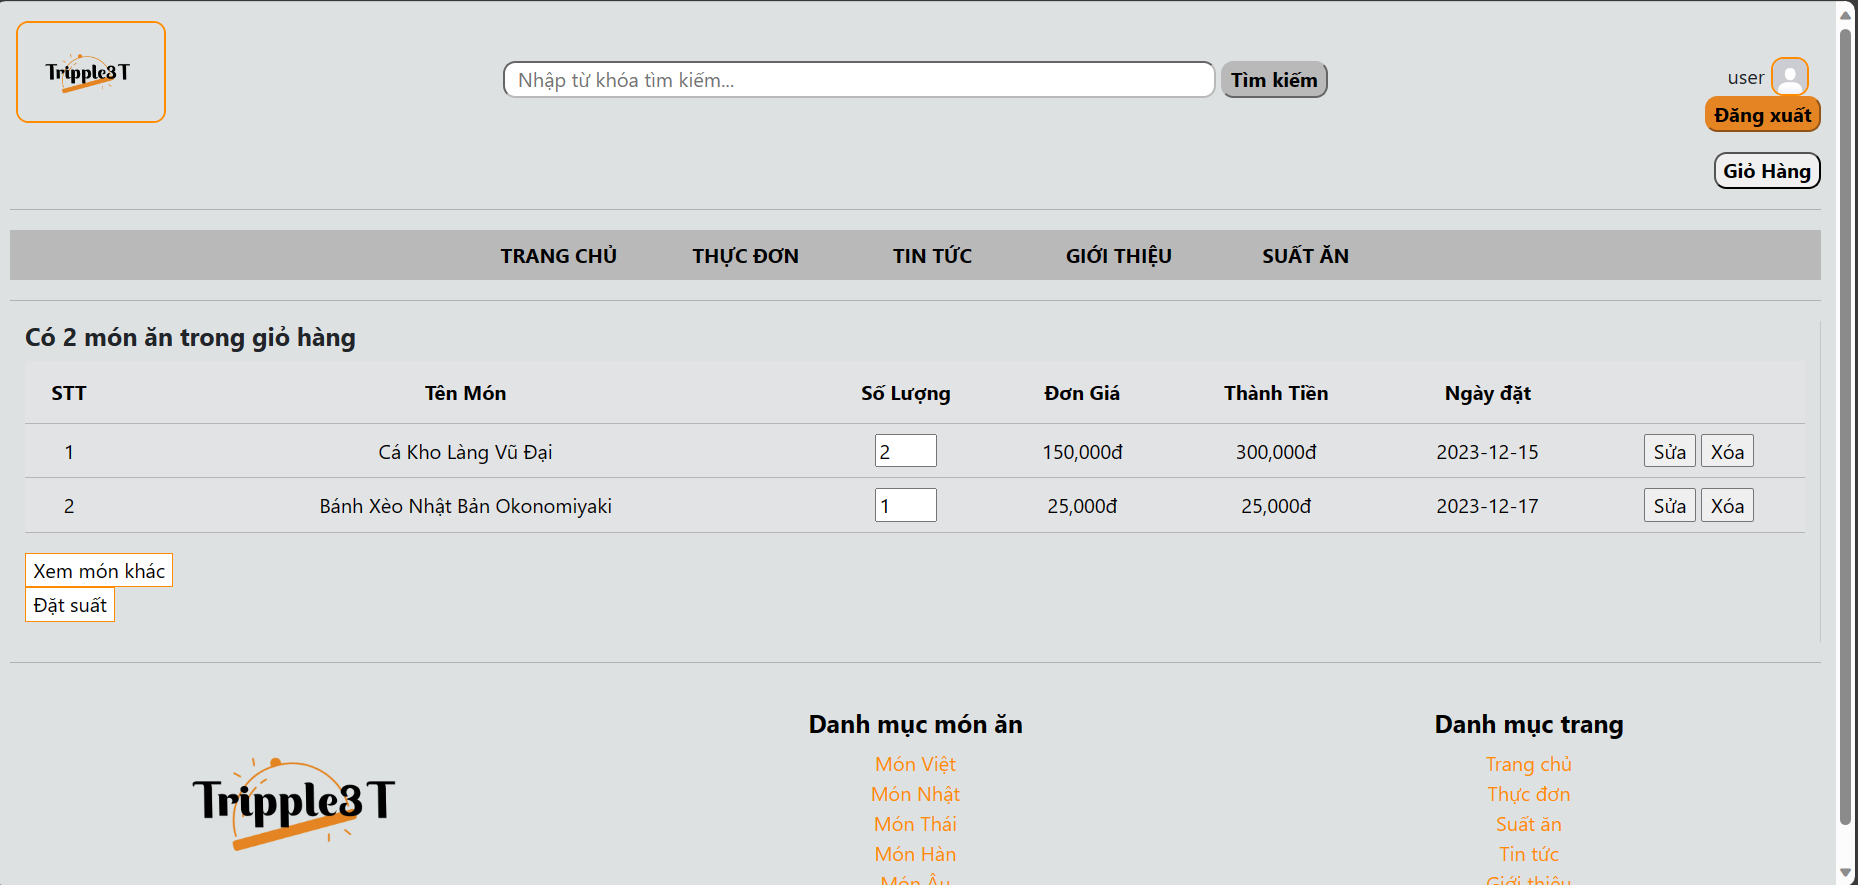 Tripple3T
Nhập từ khóa tìm kiếm... Tìm kiếm
user
Đăng xuất
Giỏ Hàng
TRANG CHỦ THỰC ĐƠN TIN TỨC GIỚI THIỆU SUẤT ĂN
Có 2 món ăn trong giỏ hàng
STT Tên Món Số Lượng Đơn Giá Thành Tiền Ngày đặt
1 Cá Kho Làng Vũ Đại 2 150,000đ 300,000đ 2023-12-15 Sửa Xóa
2 Bánh Xèo Nhật Bản Okonomiyaki 1 25,000đ 25,000đ 2023-12-17 Sửa Xóa
Xem món khác
Đặt suất
Tripple3T
Danh mục món ăn
Món Việt
Món Nhật
Món Thái
Món Hàn
Món Âu
Danh mục trang
Trang chủ
Thực đơn
Suất ăn
Tin tức
Giới thiệu